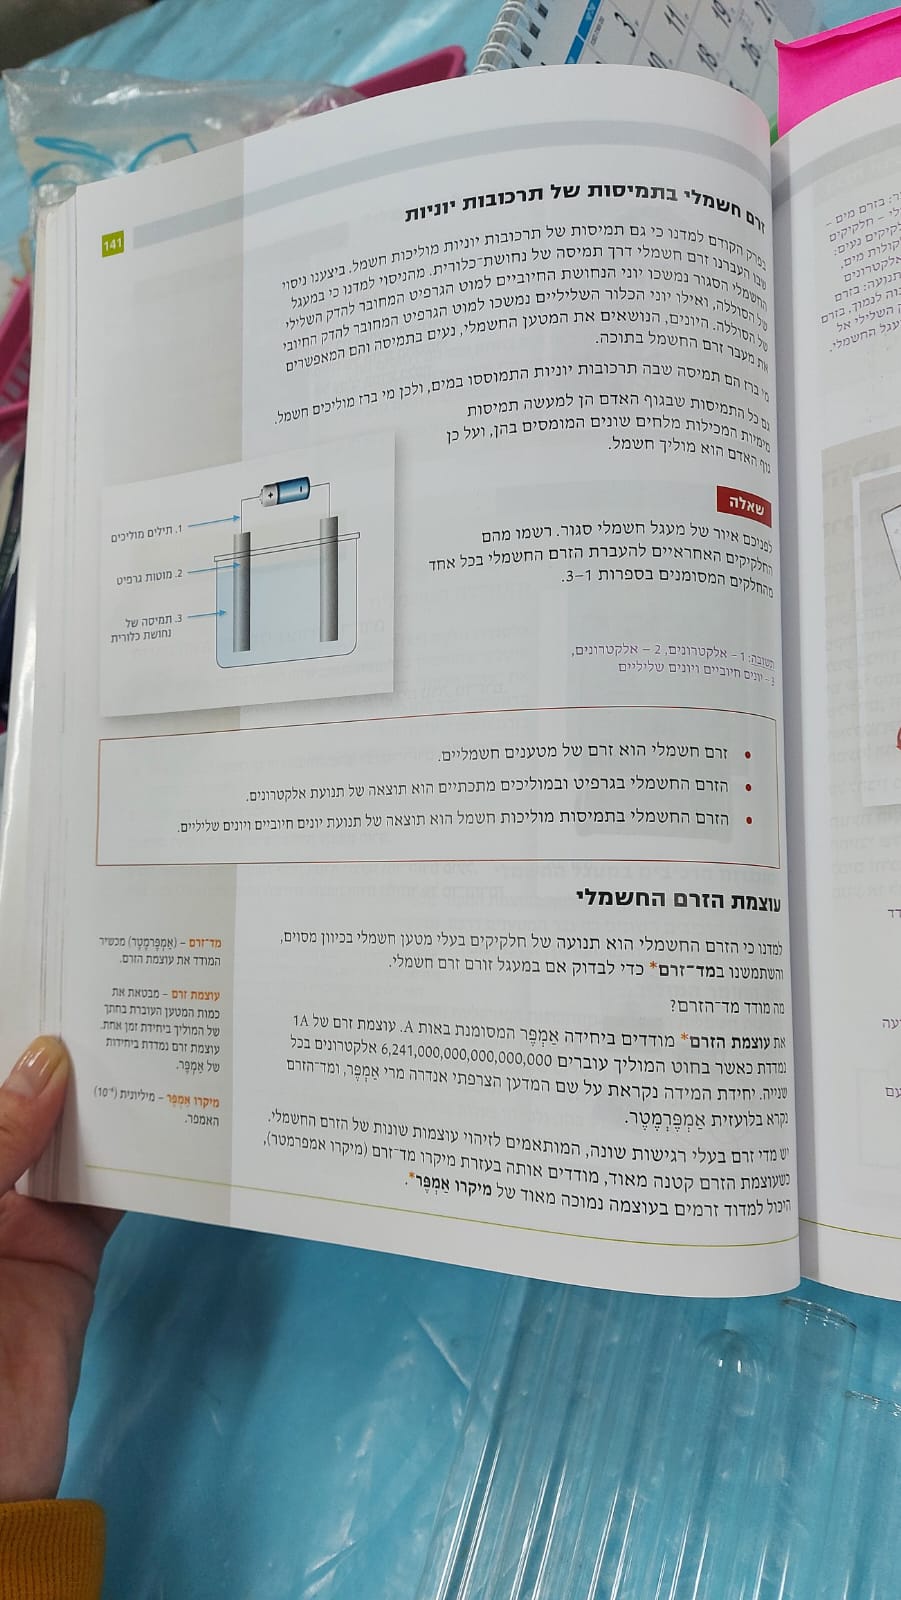 זרם חשמלי בתמיסות של תרכובות יוניות
141
בפרק הקודם למדנו כי גם תמיסות של תרכובות יוניות מוליכות חשמל. ביצענו ניסוי
שבו העברנו זרם חשמלי דרך תמיסה של נחושת־כלורית. מהניסוי למדנו כי במעגל
החשמלי הסגור נמשכו יוני הנחושת החיוביים למוט הגרפיט המחובר להדק השלילי
של הסוללה, ואילו יוני הכלור השליליים נמשכו למוט הגרפיט המחובר להדק החיובי
של הסוללה. היונים, הנושאים את המטען החשמלי, נעים בתמיסה והם המאפשרים
את מעבר זרם החשמל בתוכה.
מי ברז הם תמיסה שבה תרכובות יוניות התמוססו במים, ולכן מי ברז מוליכים חשמל.
גם כל התמיסות שבגוף האדם הן למעשה תמיסות
מימיות המכילות מלחים שונים המומסים בהן, ועל כן
גוף האדם הוא מוליך חשמל.
שאלה
לפניכם איור של מעגל חשמלי סגור. רשמו מהם
החלקיקים האחראיים להעברת הזרם החשמלי בכל אחד
מהחלקים המסומנים בספרות 1–3.
תשובה: 1 – אלקטרונים, 2 – אלקטרונים,
3 – יונים חיוביים ויונים שליליים
1. תילים מוליכים
2. מוטות גרפיט
3. תמיסה של
נחושת כלורית
• זרם חשמלי הוא זרם של מטענים חשמליים.
• הזרם החשמלי בגרפיט ובמוליכים מתכתיים הוא תוצאה של תנועת אלקטרונים.
• הזרם החשמלי בתמיסות מוליכות חשמל הוא תוצאה של תנועת יונים חיוביים ויונים שליליים.
עוצמת הזרם החשמלי
למדנו כי הזרם החשמלי הוא תנועה של חלקיקים בעלי מטען חשמלי בכיוון מסוים,
והשתמשנו במד־זרם* כדי לבדוק אם במעגל זורם זרם חשמלי.
מה מודד מד־הזרם?
את עוצמת הזרם* מודדים ביחידה אַמְפֶּר המסומנת באות A. עוצמת זרם של 1A
נמדדת כאשר בחוט המוליך עוברים 6,241,000,000,000,000,000 אלקטרונים בכל
שנייה. יחידת המידה נקראת על שם המדען הצרפתי אנדרה מרי אַמְפֶּר, ומד־הזרם
נקרא בלועזית אַמְפֶּרְמֶטֶר.
יש מדי זרם בעלי רגישות שונה, המותאמים לזיהוי עוצמות שונות של הזרם החשמלי.
כשעוצמת הזרם קטנה מאוד, מודדים אותה בעזרת מיקרו מד־זרם (מיקרו אמפרמטר),
היכול למדוד זרמים בעוצמה נמוכה מאוד של מיקרו אַמְפֶּר*.
מד־זרם – (אַמְפֶּרְמֶטֶר) מכשיר
המודד את עוצמת הזרם.
עוצמת זרם – מבטאת את
כמות המטען העוברת בחתך
של המוליך ביחידת זמן אחת.
עוצמת זרם נמדדת ביחידות
של אַמְפֶּר.
מיקרו אַמְפֶּר – מיליונית (10⁻⁶)
האמפר.